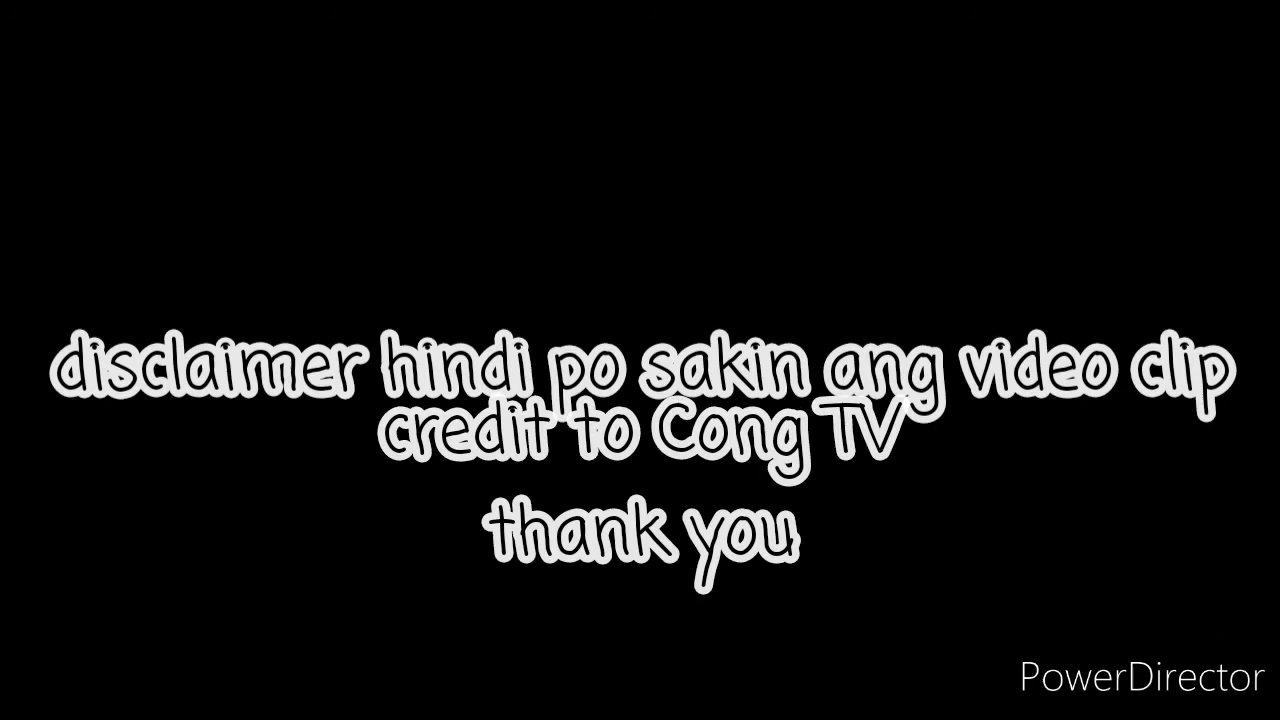 disclaimer hindi po sakin ang video clip
credit to Cong TV
thank you
PowerDirector